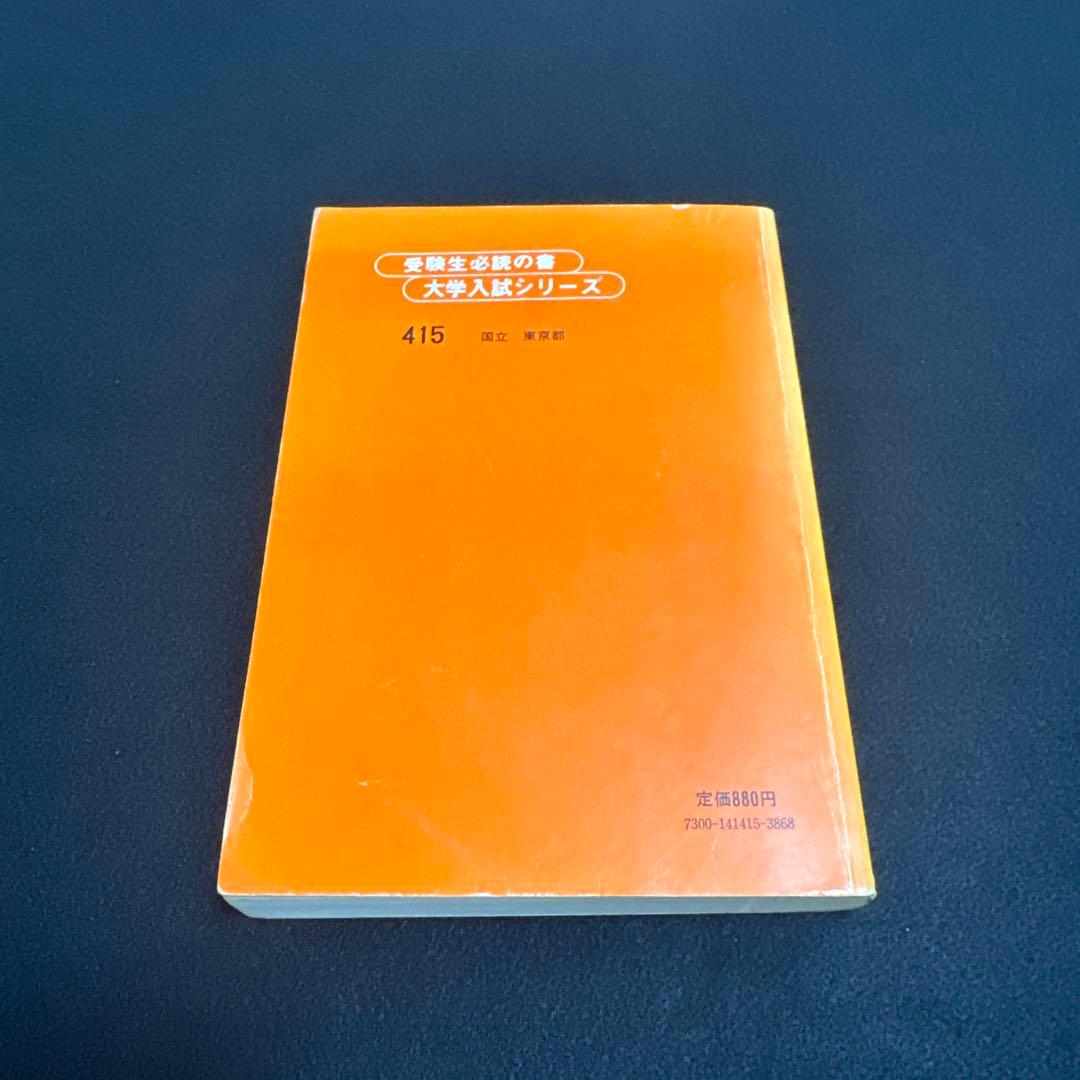 受験生必読の書
大学入試シリーズ
415 国立 東京都
定価880円
7300-141415-3868